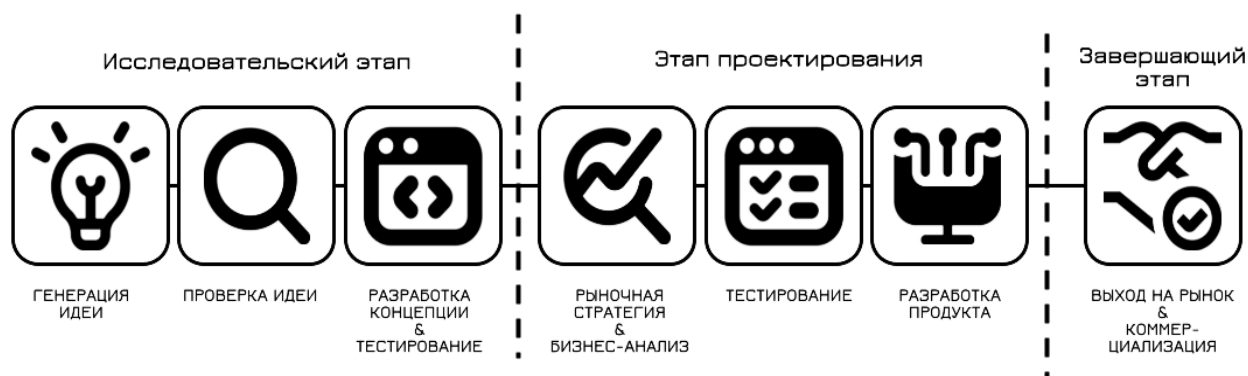 Исследовательский этап
Этап проектирования
Завершающий
этап
ГЕНЕРАЦИЯ
ИДЕИ
ПРОВЕРКА ИДЕИ
РАЗРАБОТКА
КОНЦЕПЦИИ
&
ТЕСТИРОВАНИЕ
РЫНОЧНАЯ
СТРАТЕГИЯ
&
БИЗНЕС-АНАЛИЗ
ТЕСТИРОВАНИЕ
РАЗРАБОТКА
ПРОДУКТА
ВЫХОД НА РЫНОК
&
КОММЕР-
ЦИАЛИЗАЦИЯ